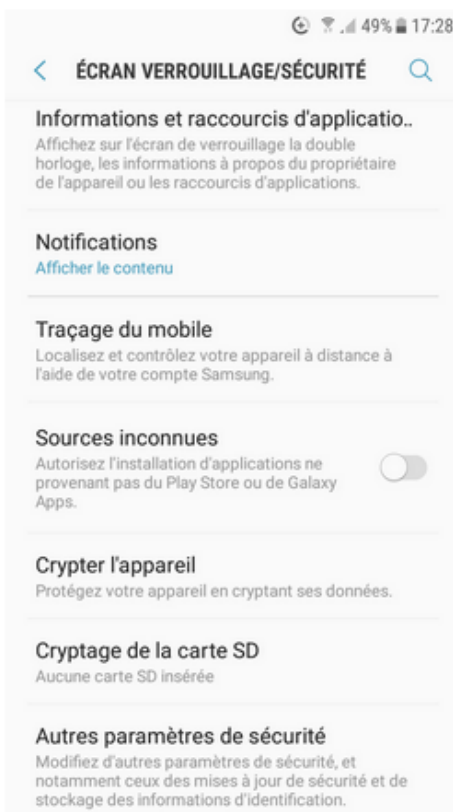 49% 17:28
ÉCRAN VERROUILLAGE/SÉCURITÉ
Informations et raccourcis d'applicatio..
Affichez sur l'écran de verrouillage la double
horloge, les informations à propos du propriétaire
de l'appareil ou les raccourcis d'applications.
Notifications
Afficher le contenu
Traçage du mobile
Localisez et contrôlez votre appareil à distance à
l'aide de votre compte Samsung.
Sources inconnues
Autorisez l'installation d'applications ne
provenant pas du Play Store ou de Galaxy
Apps.
Crypter l'appareil
Protégez votre appareil en cryptant ses données.
Cryptage de la carte SD
Aucune carte SD insérée
Autres paramètres de sécurité
Modifiez d'autres paramètres de sécurité, et
notamment ceux des mises à jour de sécurité et de
stockage des informations d'identification.